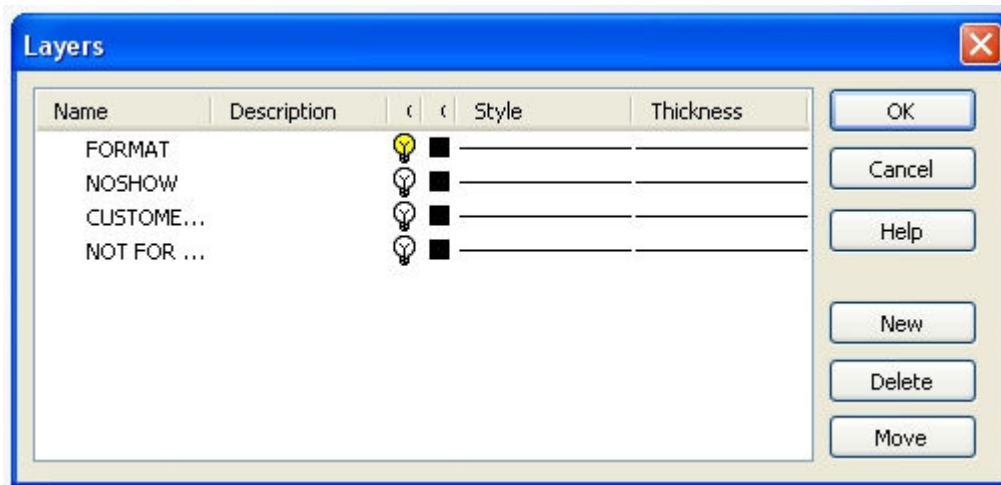 Layers
Name Description ( ( Style Thickness
FORMAT
NOSHOW
CUSTOME...
NOT FOR ...
OK
Cancel
Help
New
Delete
Move